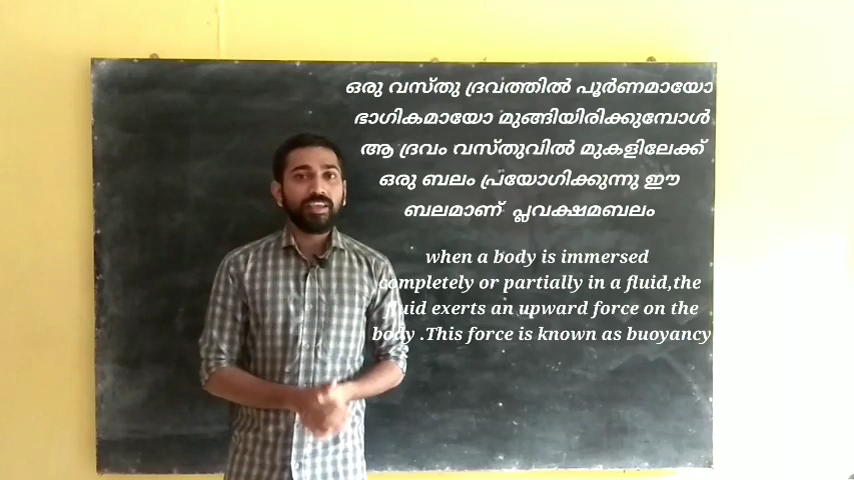 ഒരു വസ്തു ദ്രവത്തിൽ പൂർണമായോ
ഭാഗികമായോ മുങ്ങിയിരിക്കുമ്പോൾ
ആ ദ്രവം വസ്തുവിൽ മുകളിലേക്ക്
ഒരു ബലം പ്രയോഗിക്കുന്നു ഈ
ബലമാണ് പ്ലവക്ഷമബലം
when a body is immersed
completely or partially in a fluid,the
fluid exerts an upward force on the
body .This force is known as buoyancy